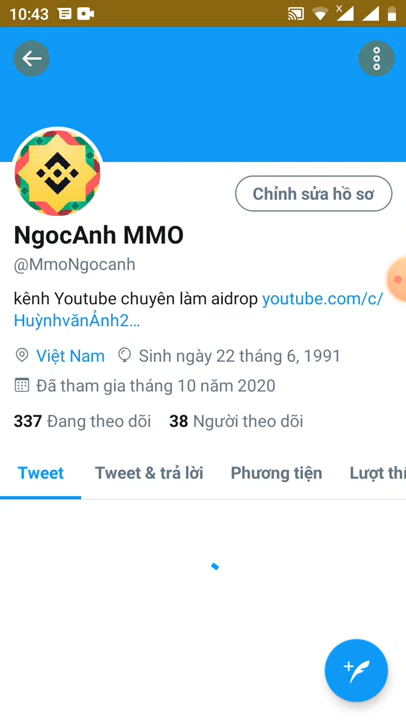 10:43
NgocAnh MMO
Chỉnh sửa hồ sơ
@MmoNgocanh
kênh Youtube chuyên làm aidrop youtube.com/c/
HuỳnhvănẢnh2...
Việt Nam Sinh ngày 22 tháng 6, 1991
Đã tham gia tháng 10 năm 2020
337 Đang theo dõi 38 Người theo dõi
Tweet Tweet & trả lời Phương tiện Lượt thí